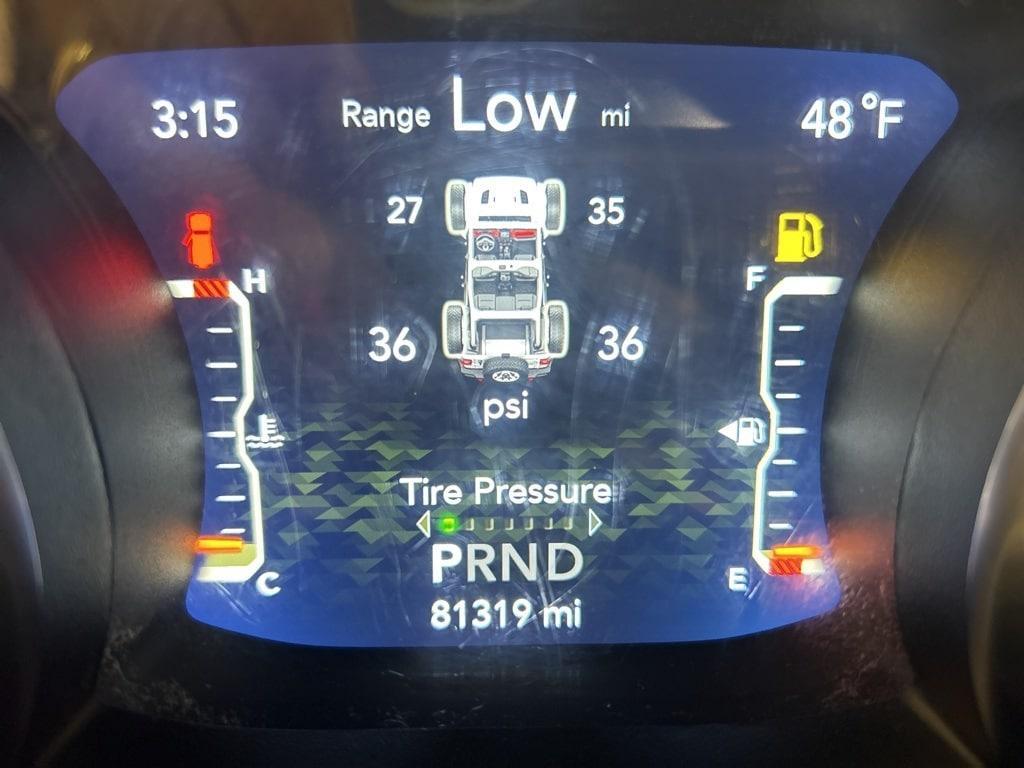 3:15 Range Low mi 48°F
27 35
H F
36 36
psi
Tire Pressure
PRND
C E
81319 mi